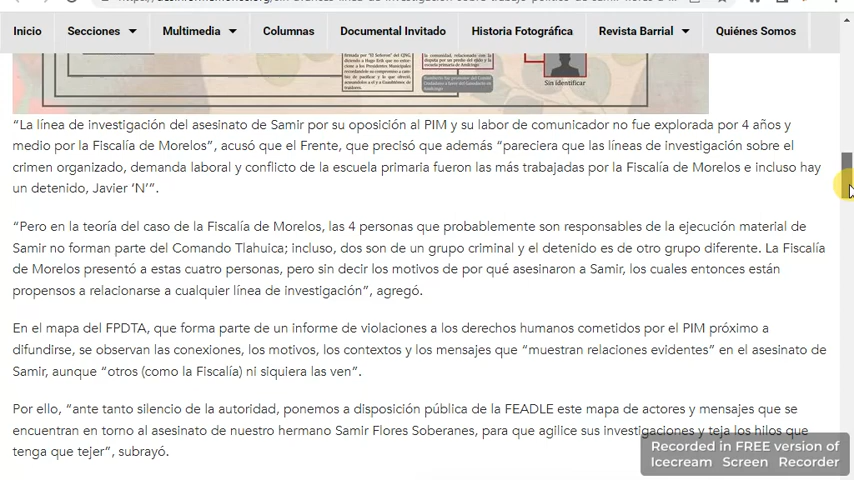 Inicio Secciones Multimedia Columnas Documental Invitado Historia Fotográfica Revista Barrial Quiénes Somos
Sin identificar
“La línea de investigación del asesinato de Samir por su oposición al PIM y su labor de comunicador no fue explorada por 4 años y
medio por la Fiscalía de Morelos”, acusó que el Frente, que precisó que además “pareciera que las líneas de investigación sobre el
crimen organizado, demanda laboral y conflicto de la escuela primaria fueron las más trabajadas por la Fiscalía de Morelos e incluso hay
un detenido, Javier ‘N’”.
“Pero en la teoría del caso de la Fiscalía de Morelos, las 4 personas que probablemente son responsables de la ejecución material de
Samir no forman parte del Comando Tlahuica; incluso, dos son de un grupo criminal y el detenido es de otro grupo diferente. La Fiscalía
de Morelos presentó a estas cuatro personas, pero sin decir los motivos de por qué asesinaron a Samir, los cuales entonces están
propensos a relacionarse a cualquier línea de investigación”, agregó.
En el mapa del FPDTA, que forma parte de un informe de violaciones a los derechos humanos cometidos por el PIM próximo a
difundirse, se observan las conexiones, los motivos, los contextos y los mensajes que “muestran relaciones evidentes” en el asesinato de
Samir, aunque “otros (como la Fiscalía) ni siquiera las ven”.
Por ello, “ante tanto silencio de la autoridad, ponemos a disposición pública de la FEADLE este mapa de actores y mensajes que se
encuentran en torno al asesinato de nuestro hermano Samir Flores Soberanes, para que agilice sus investigaciones y teja los hilos que
tenga que tejer”, subrayó.
Recorded in FREE version of
Icecream Screen Recorder